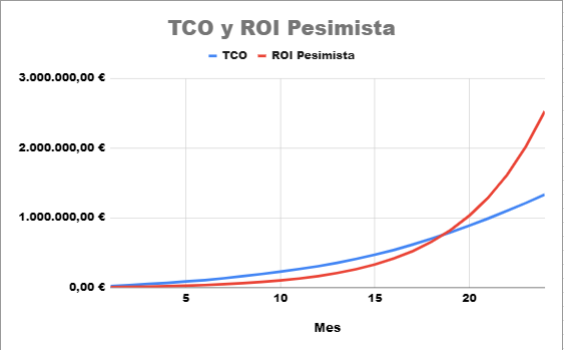 TCO y ROI Pesimista
TCO ROI Pesimista
3.000.000,00 €
2.000.000,00 €
1.000.000,00 €
0,00 €
5 10 15 20
Mes